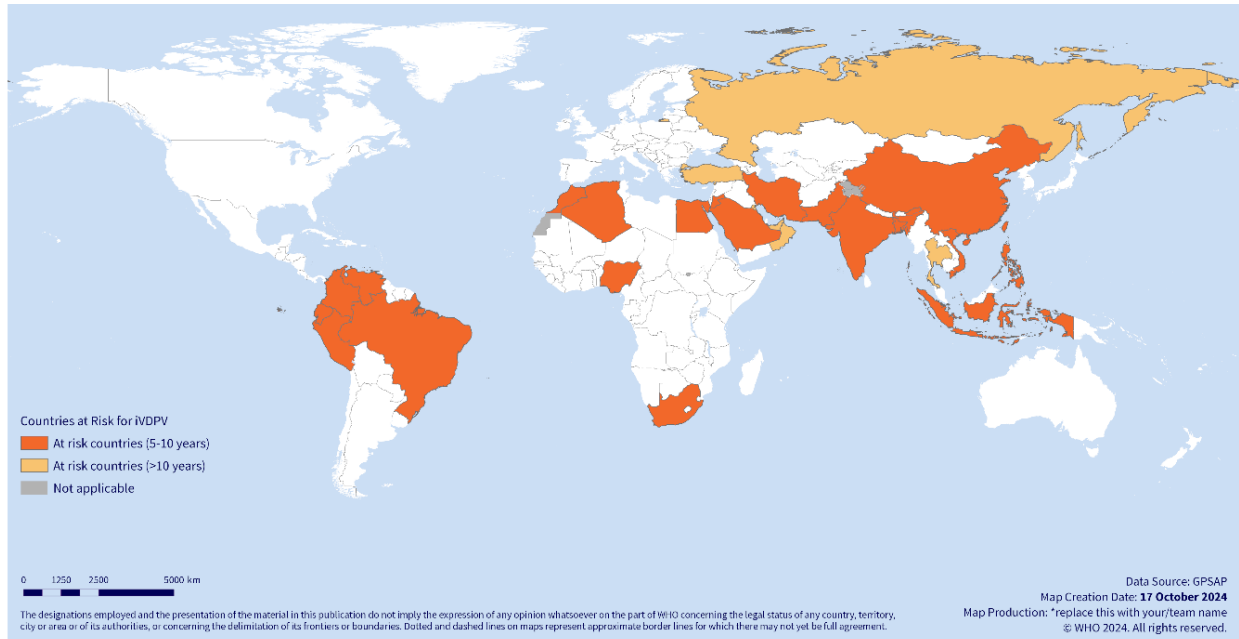 Countries at Risk for iVDPV
At risk countries (5-10 years)
At risk countries (>10 years)
Not applicable
0 1250 2500 5000 km
The designations employed and the presentation of the material in this publication do not imply the expression of any opinion whatsoever on the part of WHO concerning the legal status of any country, territory,
city or area or of its authorities, or concerning the delimitation of its frontiers or boundaries. Dotted and dashed lines on maps represent approximate border lines for which there may not yet be full agreement.
Data Source: GPSAP
Map Creation Date: 17 October 2024
Map Production: *replace this with your/team name
© WHO 2024. All rights reserved.